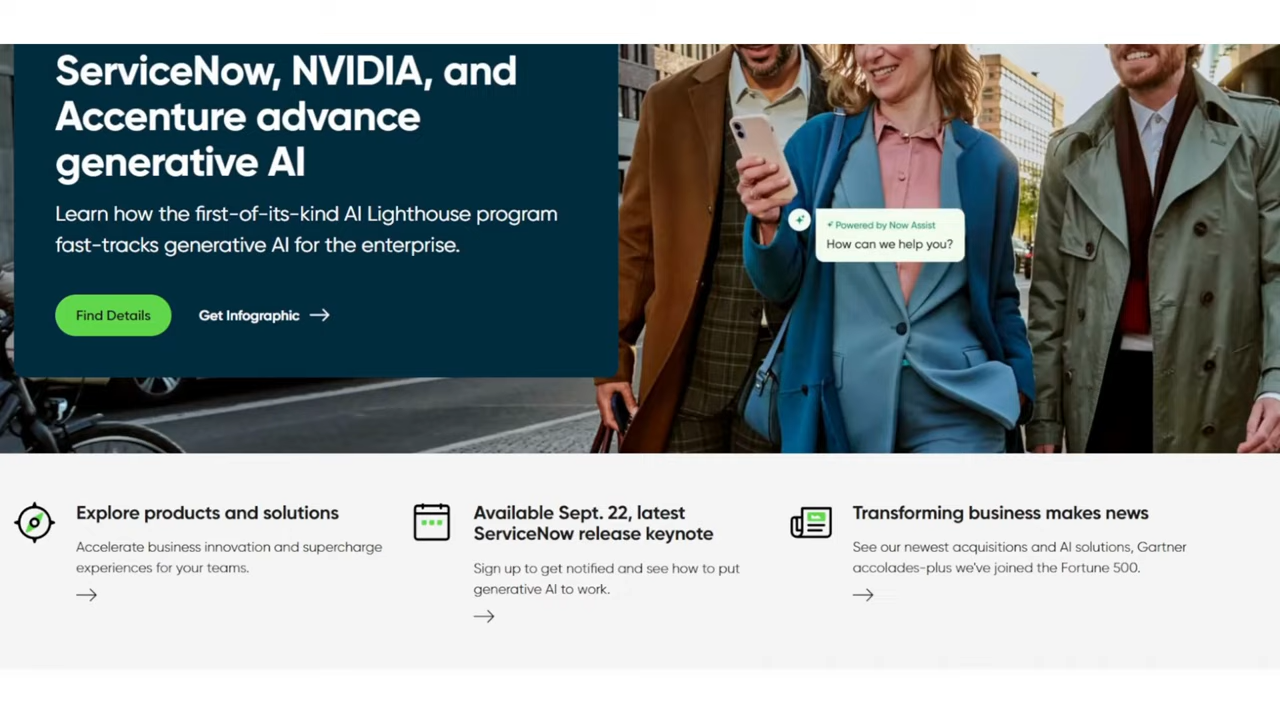 ServiceNow, NVIDIA, and
Accenture advance
generative AI
Learn how the first-of-its-kind AI Lighthouse program
fast-tracks generative AI for the enterprise.
Find Details
Get Infographic
Powered by Now Assist
How can we help you?
Explore products and solutions
Accelerate business innovation and supercharge
experiences for your teams.
Available Sept. 22, latest
ServiceNow release keynote
Sign up to get notified and see how to put
generative AI to work.
Transforming business makes news
See our newest acquisitions and AI solutions, Gartner
accolades-plus we've joined the Fortune 500.